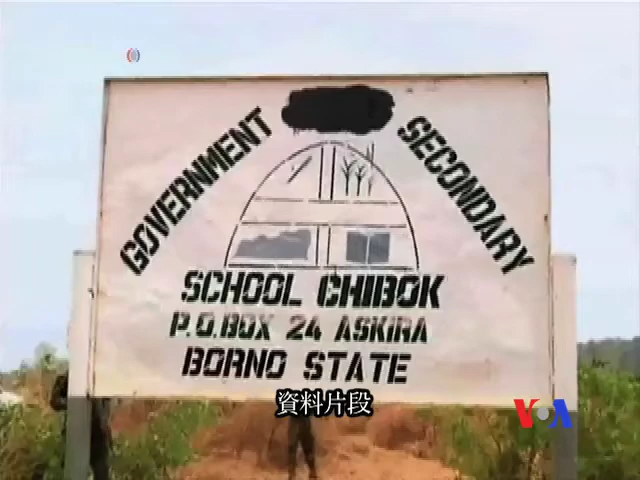 GOVERNMENT SECONDARY
SCHOOL CHIBOK
P.O.BOX 24 ASKIRA
BORNO STATE
資料片段
VOA